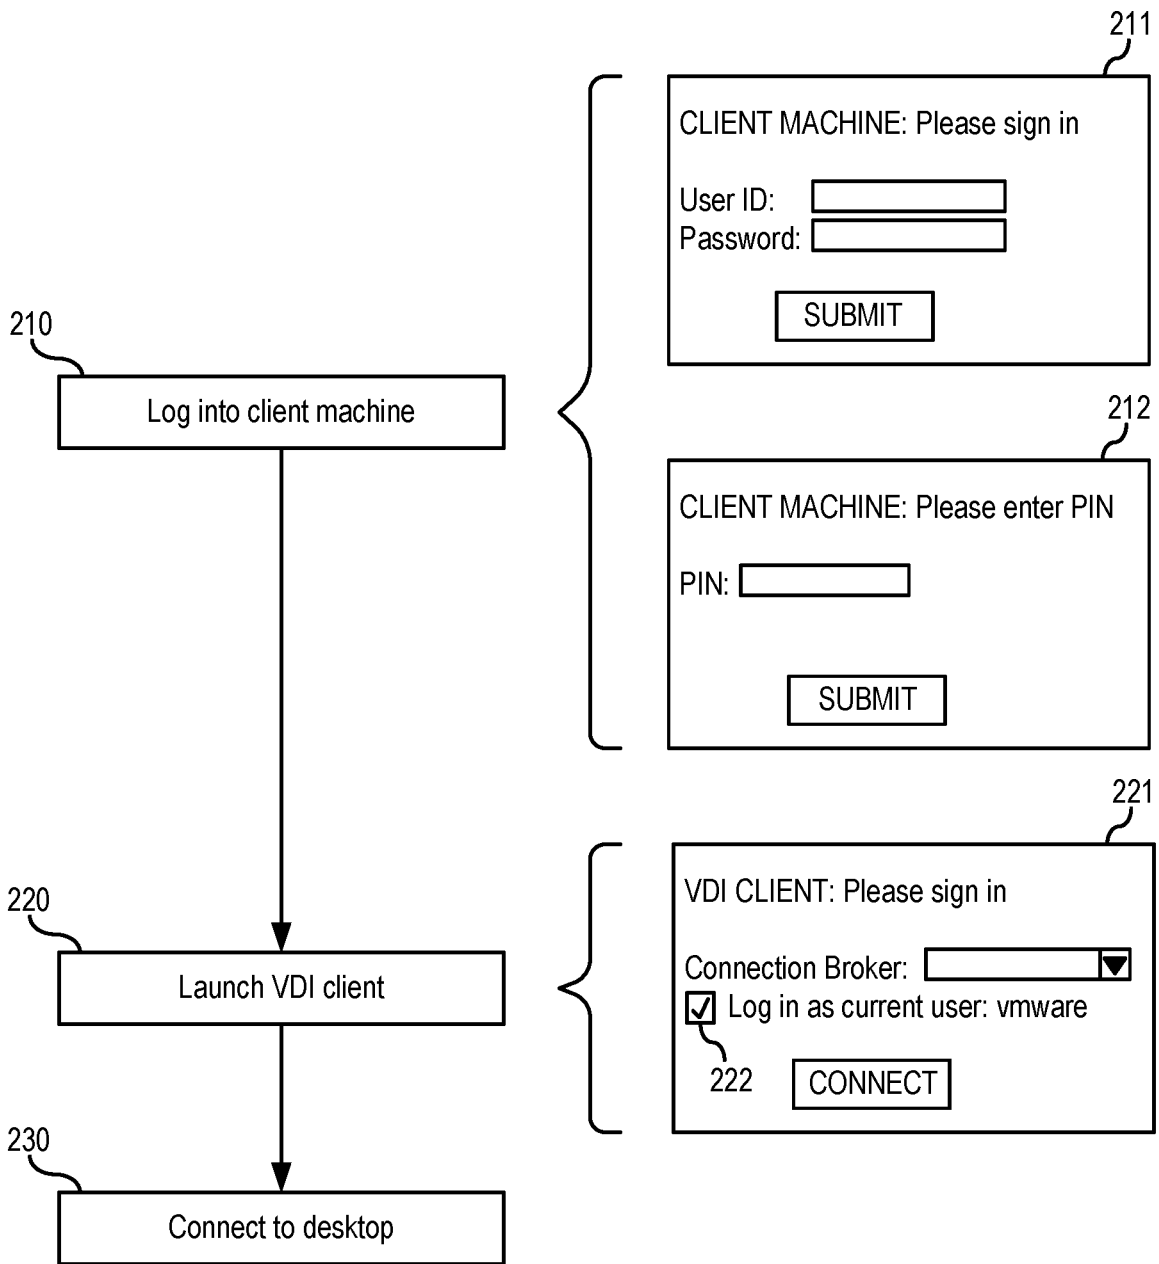 211
CLIENT MACHINE: Please sign in
User ID:
Password:
SUBMIT
210
Log into client machine
212
CLIENT MACHINE: Please enter PIN
PIN:
SUBMIT
221
VDI CLIENT: Please sign in
220
Connection Broker:
Launch VDI client
Log in as current user: vmware
222
CONNECT
230
Connect to desktop